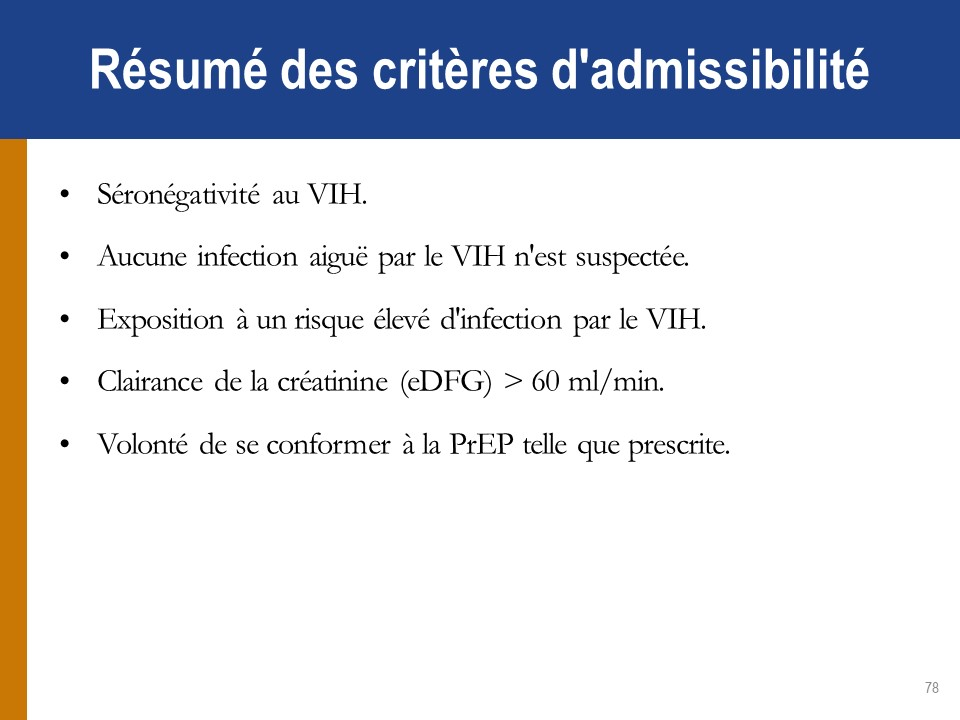 Résumé des critères d'admissibilité
• Séronégativité au VIH.
• Aucune infection aiguë par le VIH n'est suspectée.
• Exposition à un risque élevé d'infection par le VIH.
• Clairance de la créatinine (eDFG) > 60 ml/min.
• Volonté de se conformer à la PrEP telle que prescrite.
78